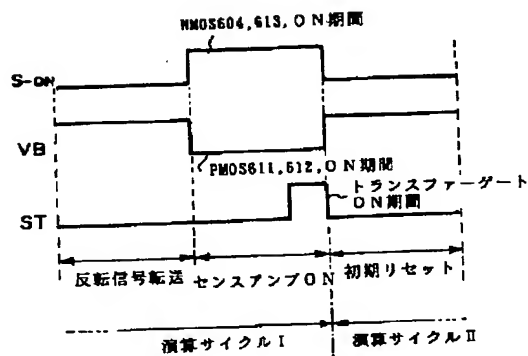 NMOS604,613,ON期間
S-ON
VB
PMOS611,612,ON期間
トランスファーゲート
ON期間
ST
反転信号転送
センスアンプON
初期リセット
演算サイクルⅠ
演算サイクルⅡ